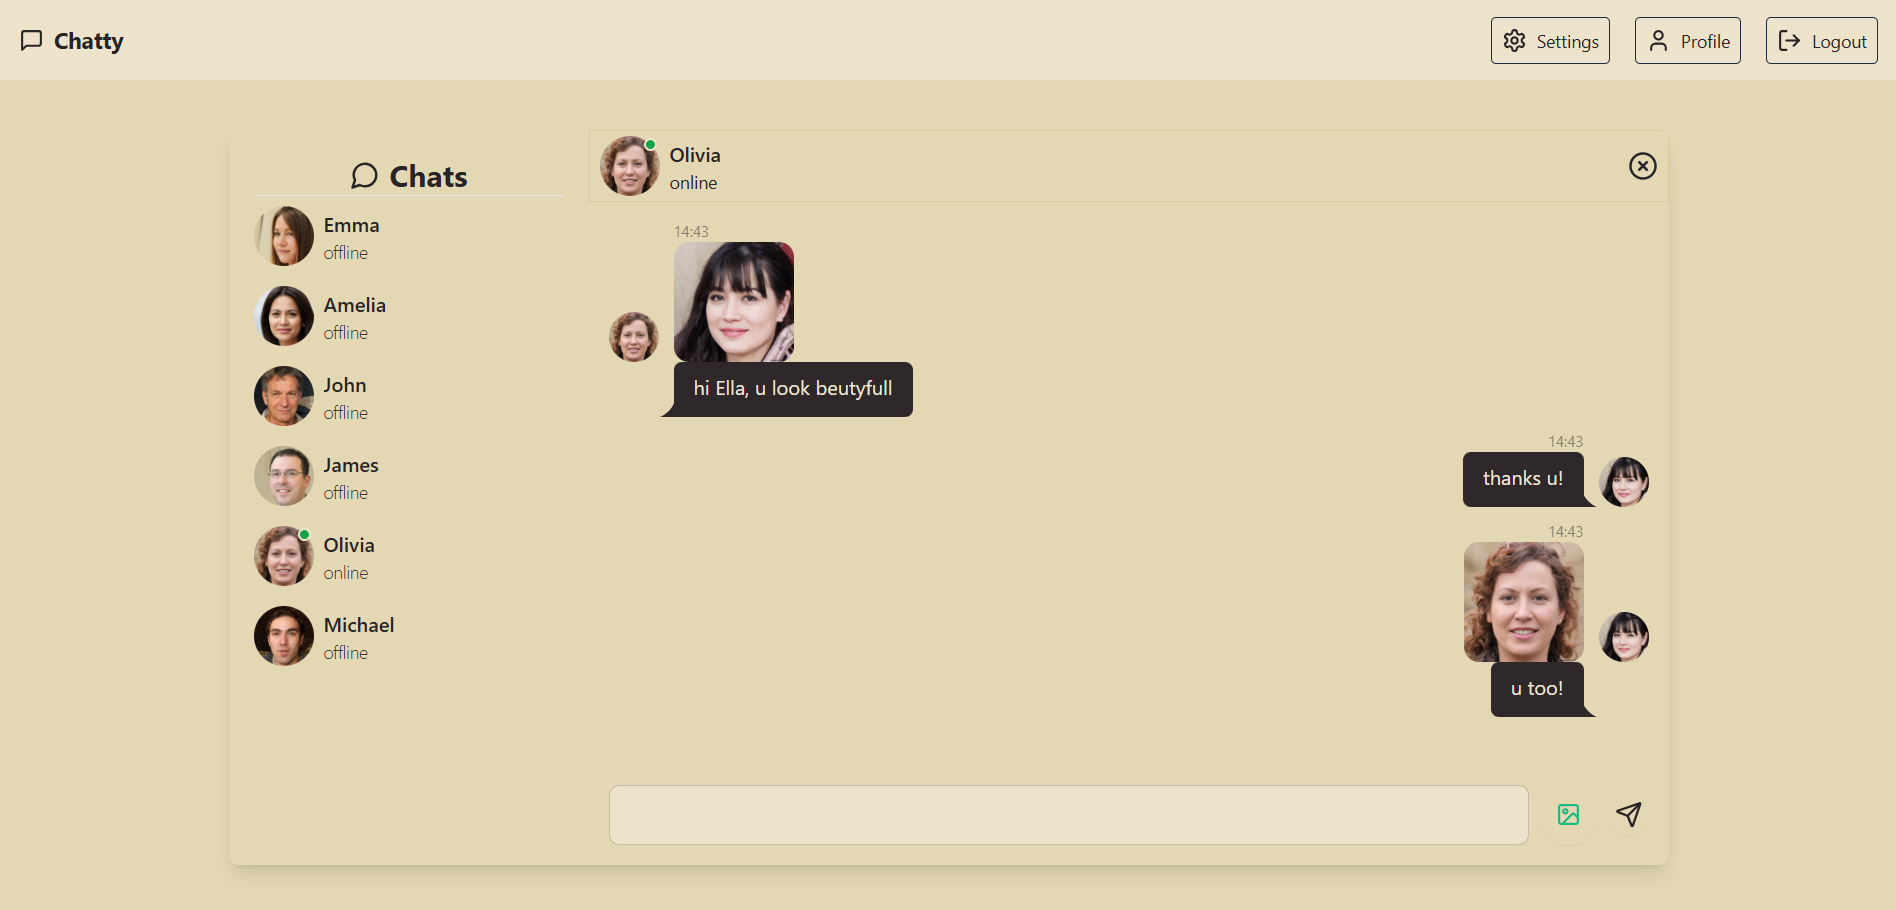 Chatty
Settings
Profile
Logout
Chats
Emma
offline
Amelia
offline
John
offline
James
offline
Olivia
online
Michael
offline
Olivia
online
14:43
hi Ella, u look beutyfull
14:43
thanks u!
14:43
u too!